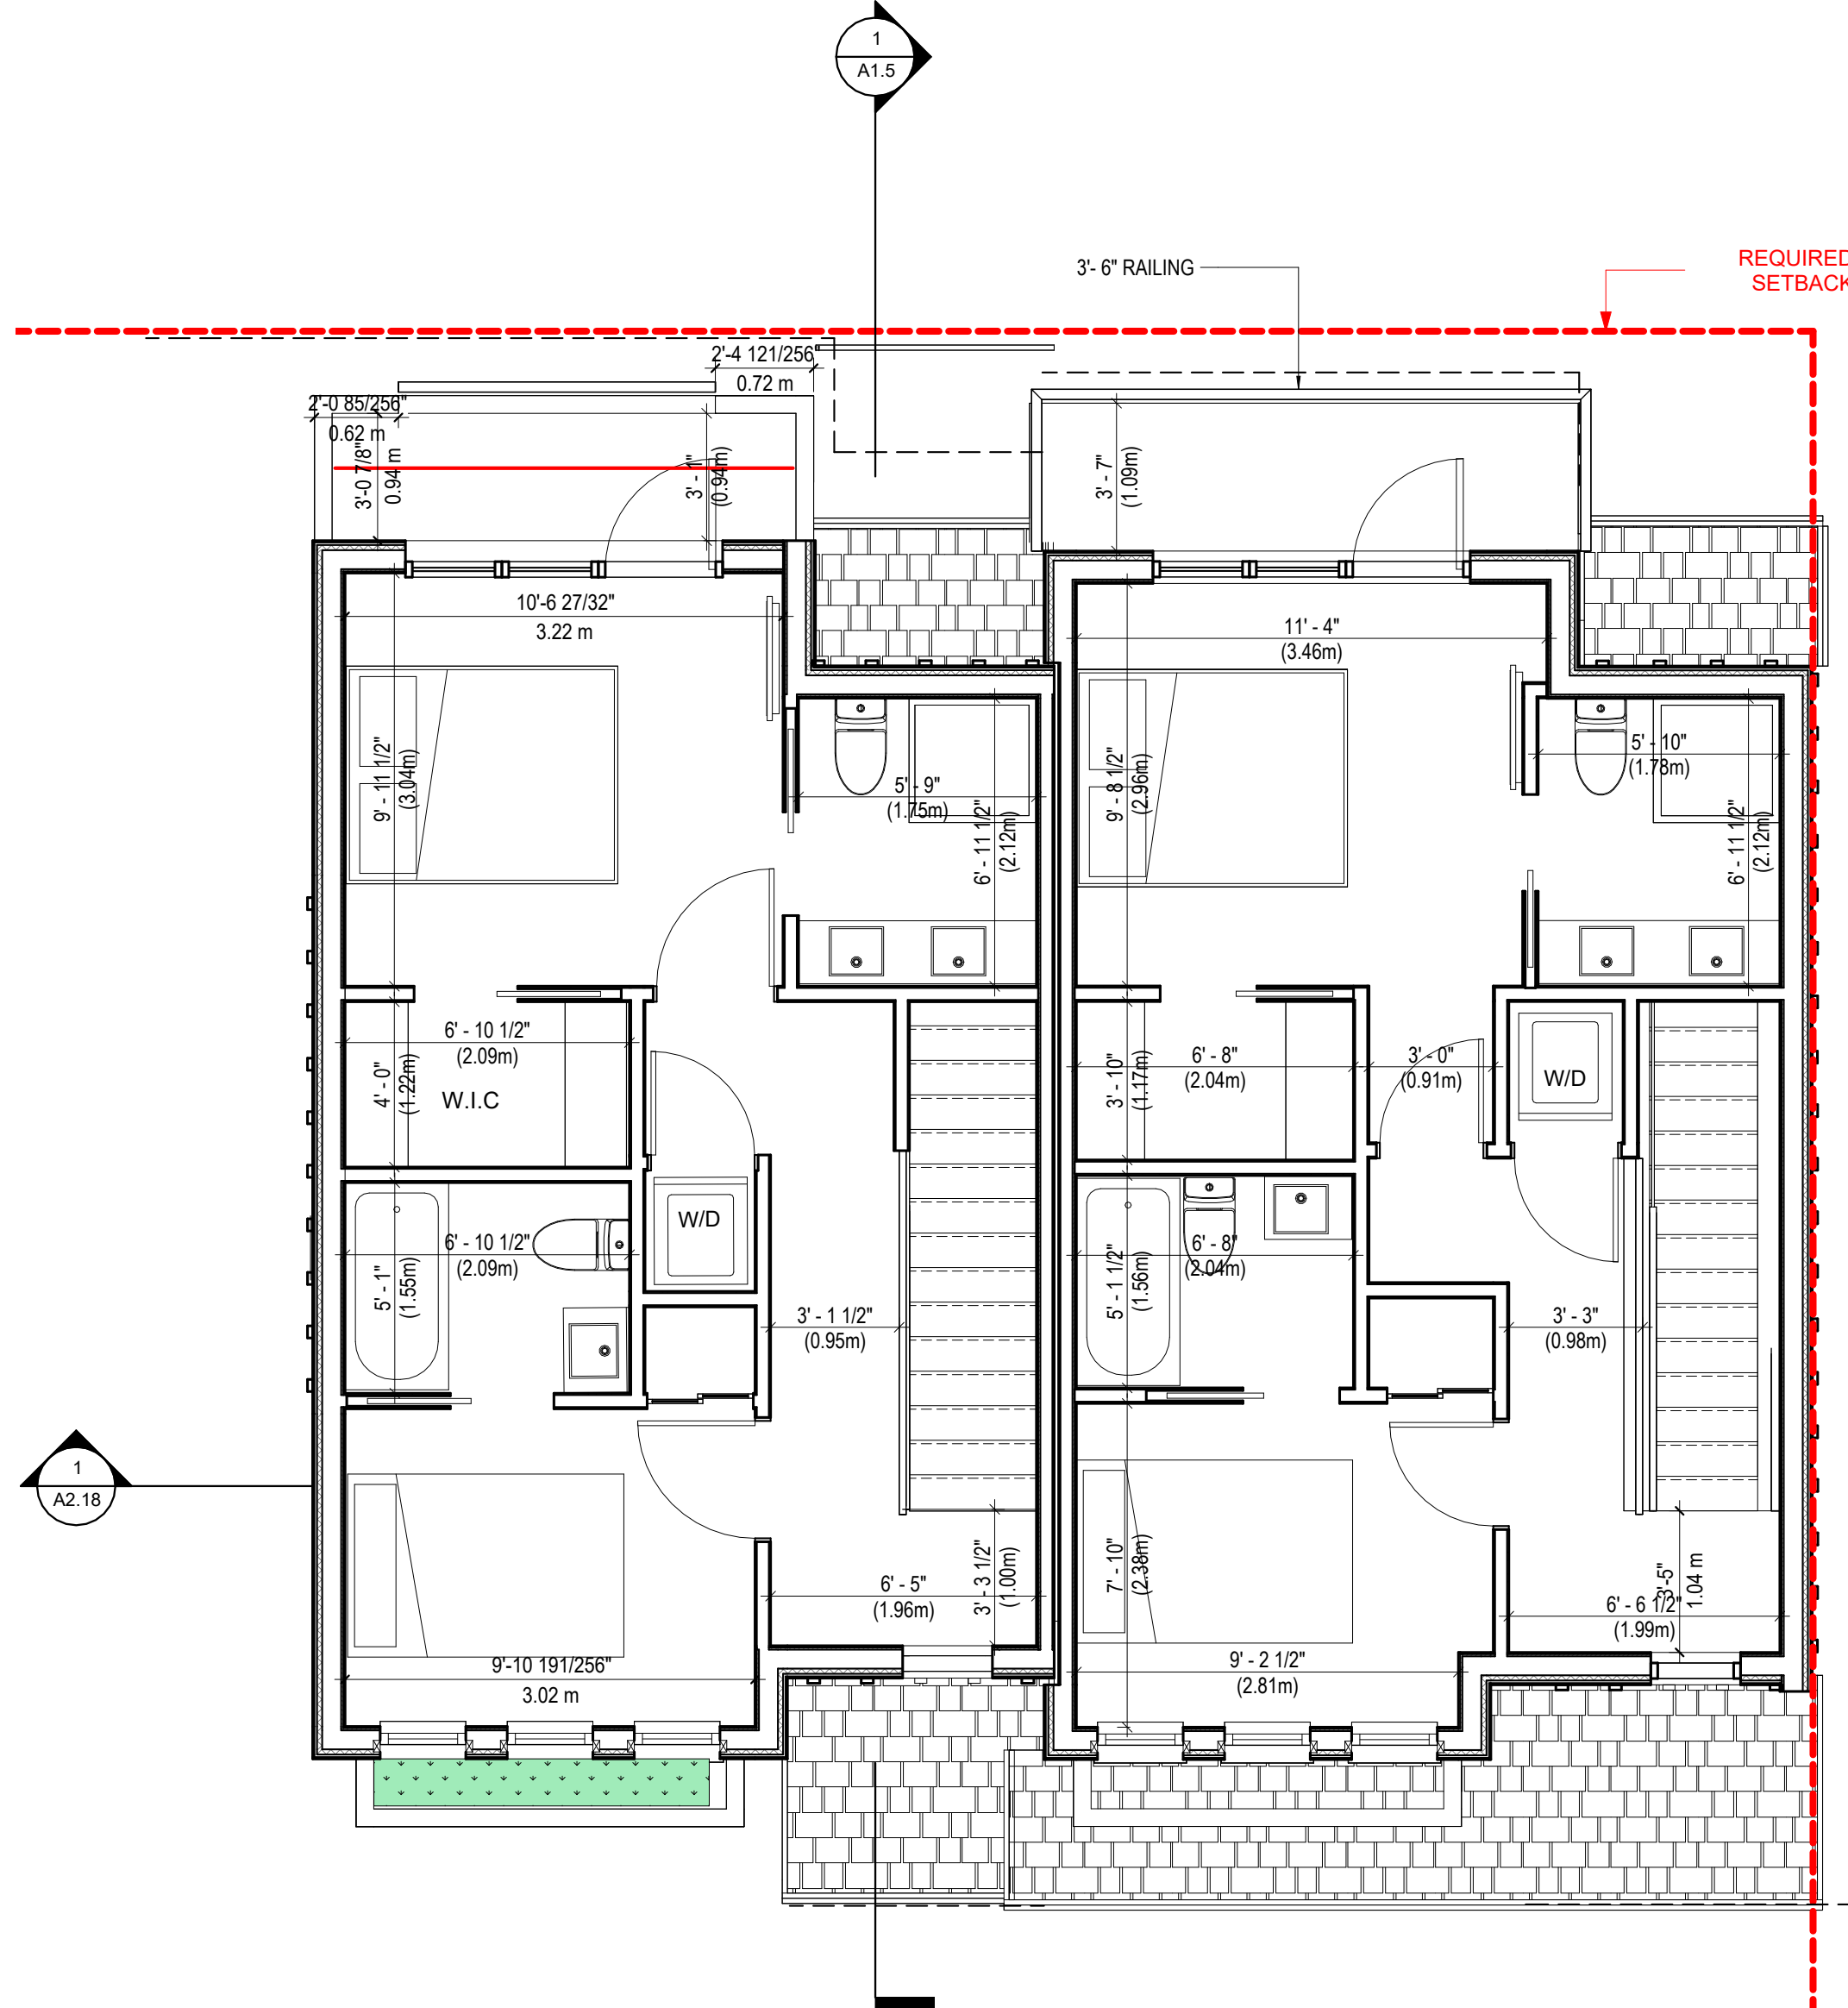 1
A1.5
3'- 6" RAILING
REQUIRED
SETBACK
2'-4 121/256
0.72 m
2'-0 85/256"
0.62 m
3'-0 7/8"
0.94 m
3' - 1"
(0.94m)
3' - 7"
(1.09m)
10'-6 27/32"
3.22 m
11' - 4"
(3.46m)
9' - 11 1/2"
(3.04m)
5' - 9"
(1.75m)
6' - 11 1/2"
(2.12m)
9' - 8 1/2"
(2.96m)
5' - 10"
(1.78m)
6' - 11 1/2"
(2.12m)
6' - 10 1/2"
(2.09m)
4' - 0"
(1.22m)
W.I.C
6' - 8"
(2.04m)
3' - 10"
(1.17m)
3' - 0"
(0.91m)
W/D
W/D
6' - 10 1/2"
(2.09m)
5' - 1"
(1.55m)
6' - 8"
(2.04m)
5' - 1 1/2"
(1.56m)
3' - 1 1/2"
(0.95m)
3' - 3"
(0.98m)
1
A2.18
6' - 5"
(1.96m)
3' - 3 1/2"
(1.00m)
7' - 10"
(2.38m)
3'-5"
1.04 m
6' - 6 1/2"
(1.99m)
9'-10 191/256"
3.02 m
9' - 2 1/2"
(2.81m)